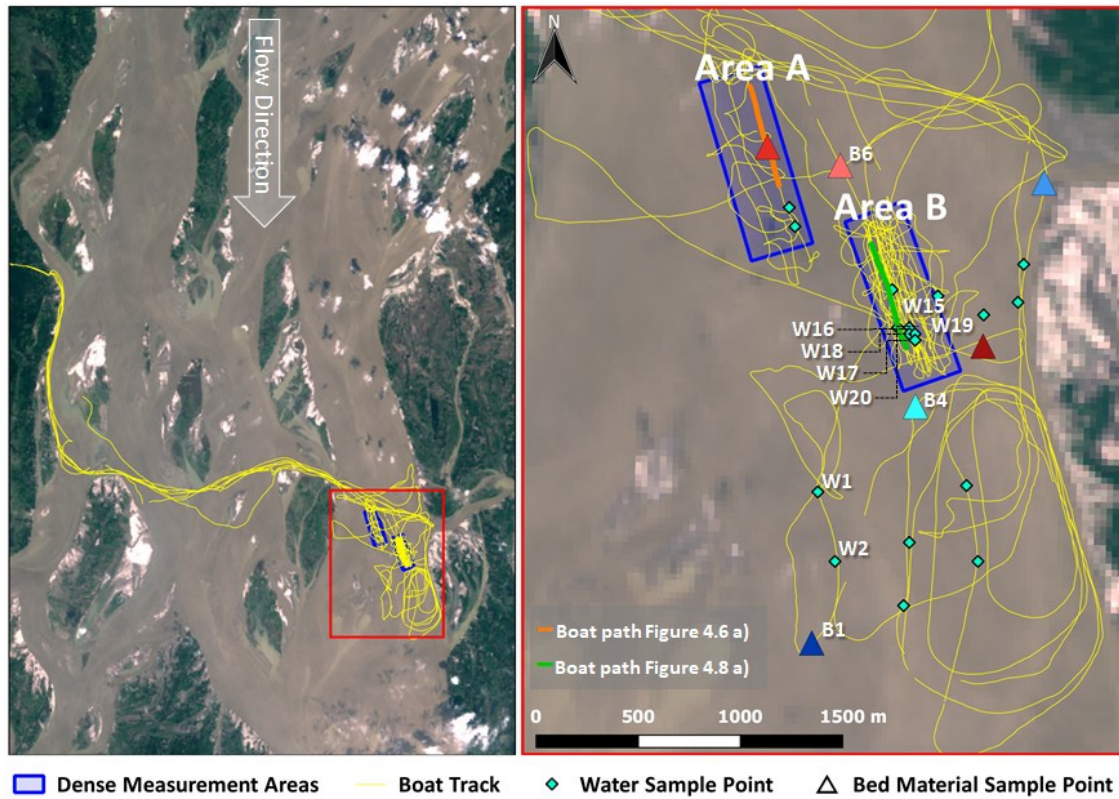 Flow Direction
N
Area A
B6
Area B
W15
W16
W19
W18
W17
W20
B4
W1
W2
B1
Boat path Figure 4.6 a)
Boat path Figure 4.8 a)
0 500 1000 1500 m
Dense Measurement Areas Boat Track Water Sample Point Bed Material Sample Point